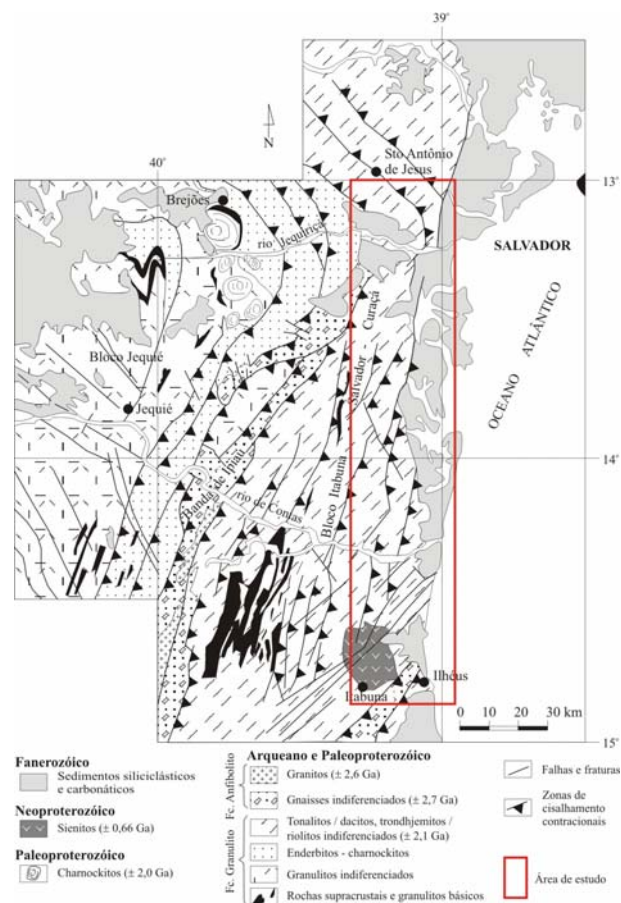 39°
N
Sto Antônio
de Jesus
40°
13°
Brejões
rio Jequiriçá
SALVADOR
Curaçá
OCEANO ATLÂNTICO
Bloco Jequié
Salvador
Jequié
14°
Banda de Ipiaú
rio de Contas
Bloco Itabuna
Ilhéus
Itabuna
0 10 20 30 km
15°
Fanerozóico
Sedimentos siliciclásticos
e carbonáticos
Neoproterozóico
Sienitos (± 0,66 Ga)
Paleoproterozóico
Charnockitos (± 2,0 Ga)
Arqueano e Paleoproterozóico
Fc. Anfibolito
Granitos (± 2,6 Ga)
Gnaisses indiferenciados (± 2,7 Ga)
Fc. Granulito
Tonalitos / dacitos, trondhjemitos /
riolitos indiferenciados (± 2,1 Ga)
Enderbitos - charnockitos
Granulitos indiferenciados
Rochas supracrustais e granulitos básicos
Falhas e fraturas
Zonas de
cisalhamento
contracionais
Área de estudo